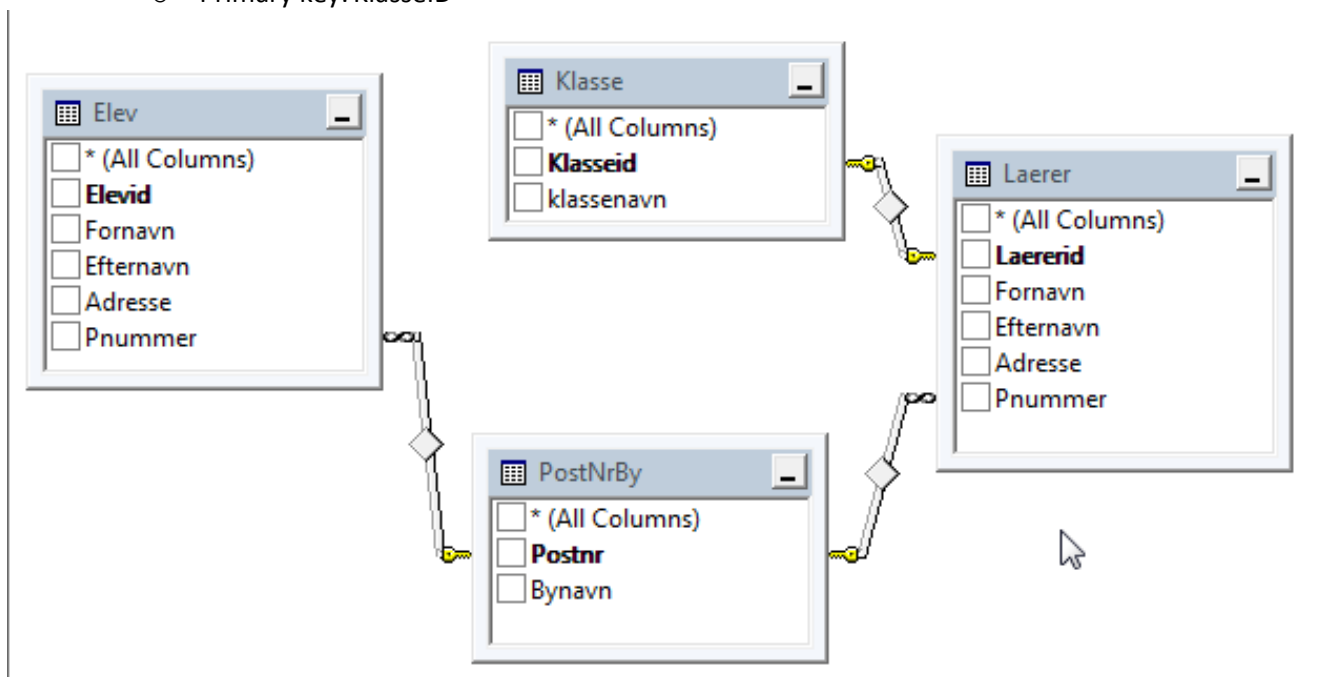 Primary key: KlasseID
Klasse
* (All Columns)
Klasseid
klassenavn
Elev
* (All Columns)
Elevid
Fornavn
Efternavn
Adresse
Pnummer
Laerer
* (All Columns)
Laererid
Fornavn
Efternavn
Adresse
Pnummer
PostNrBy
* (All Columns)
Postnr
Bynavn